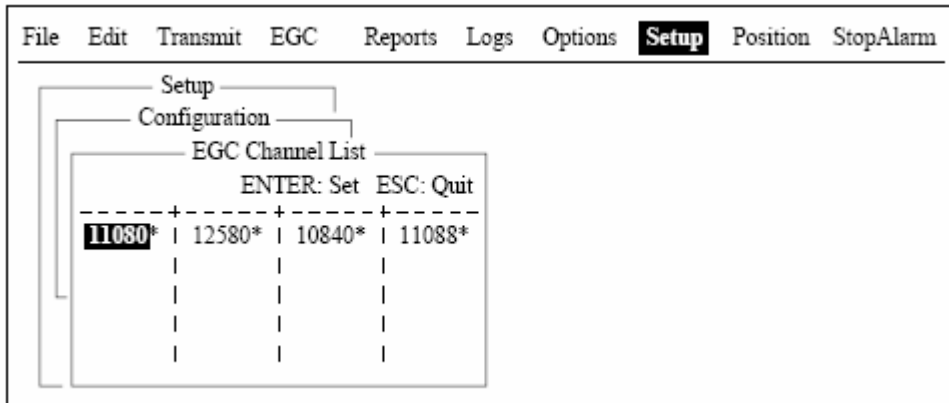 File Edit Transmit EGC Reports Logs Options Setup Position StopAlarm
Setup
Configuration
EGC Channel List
ENTER: Set ESC: Quit
11080* 12580* 10840* 11088*